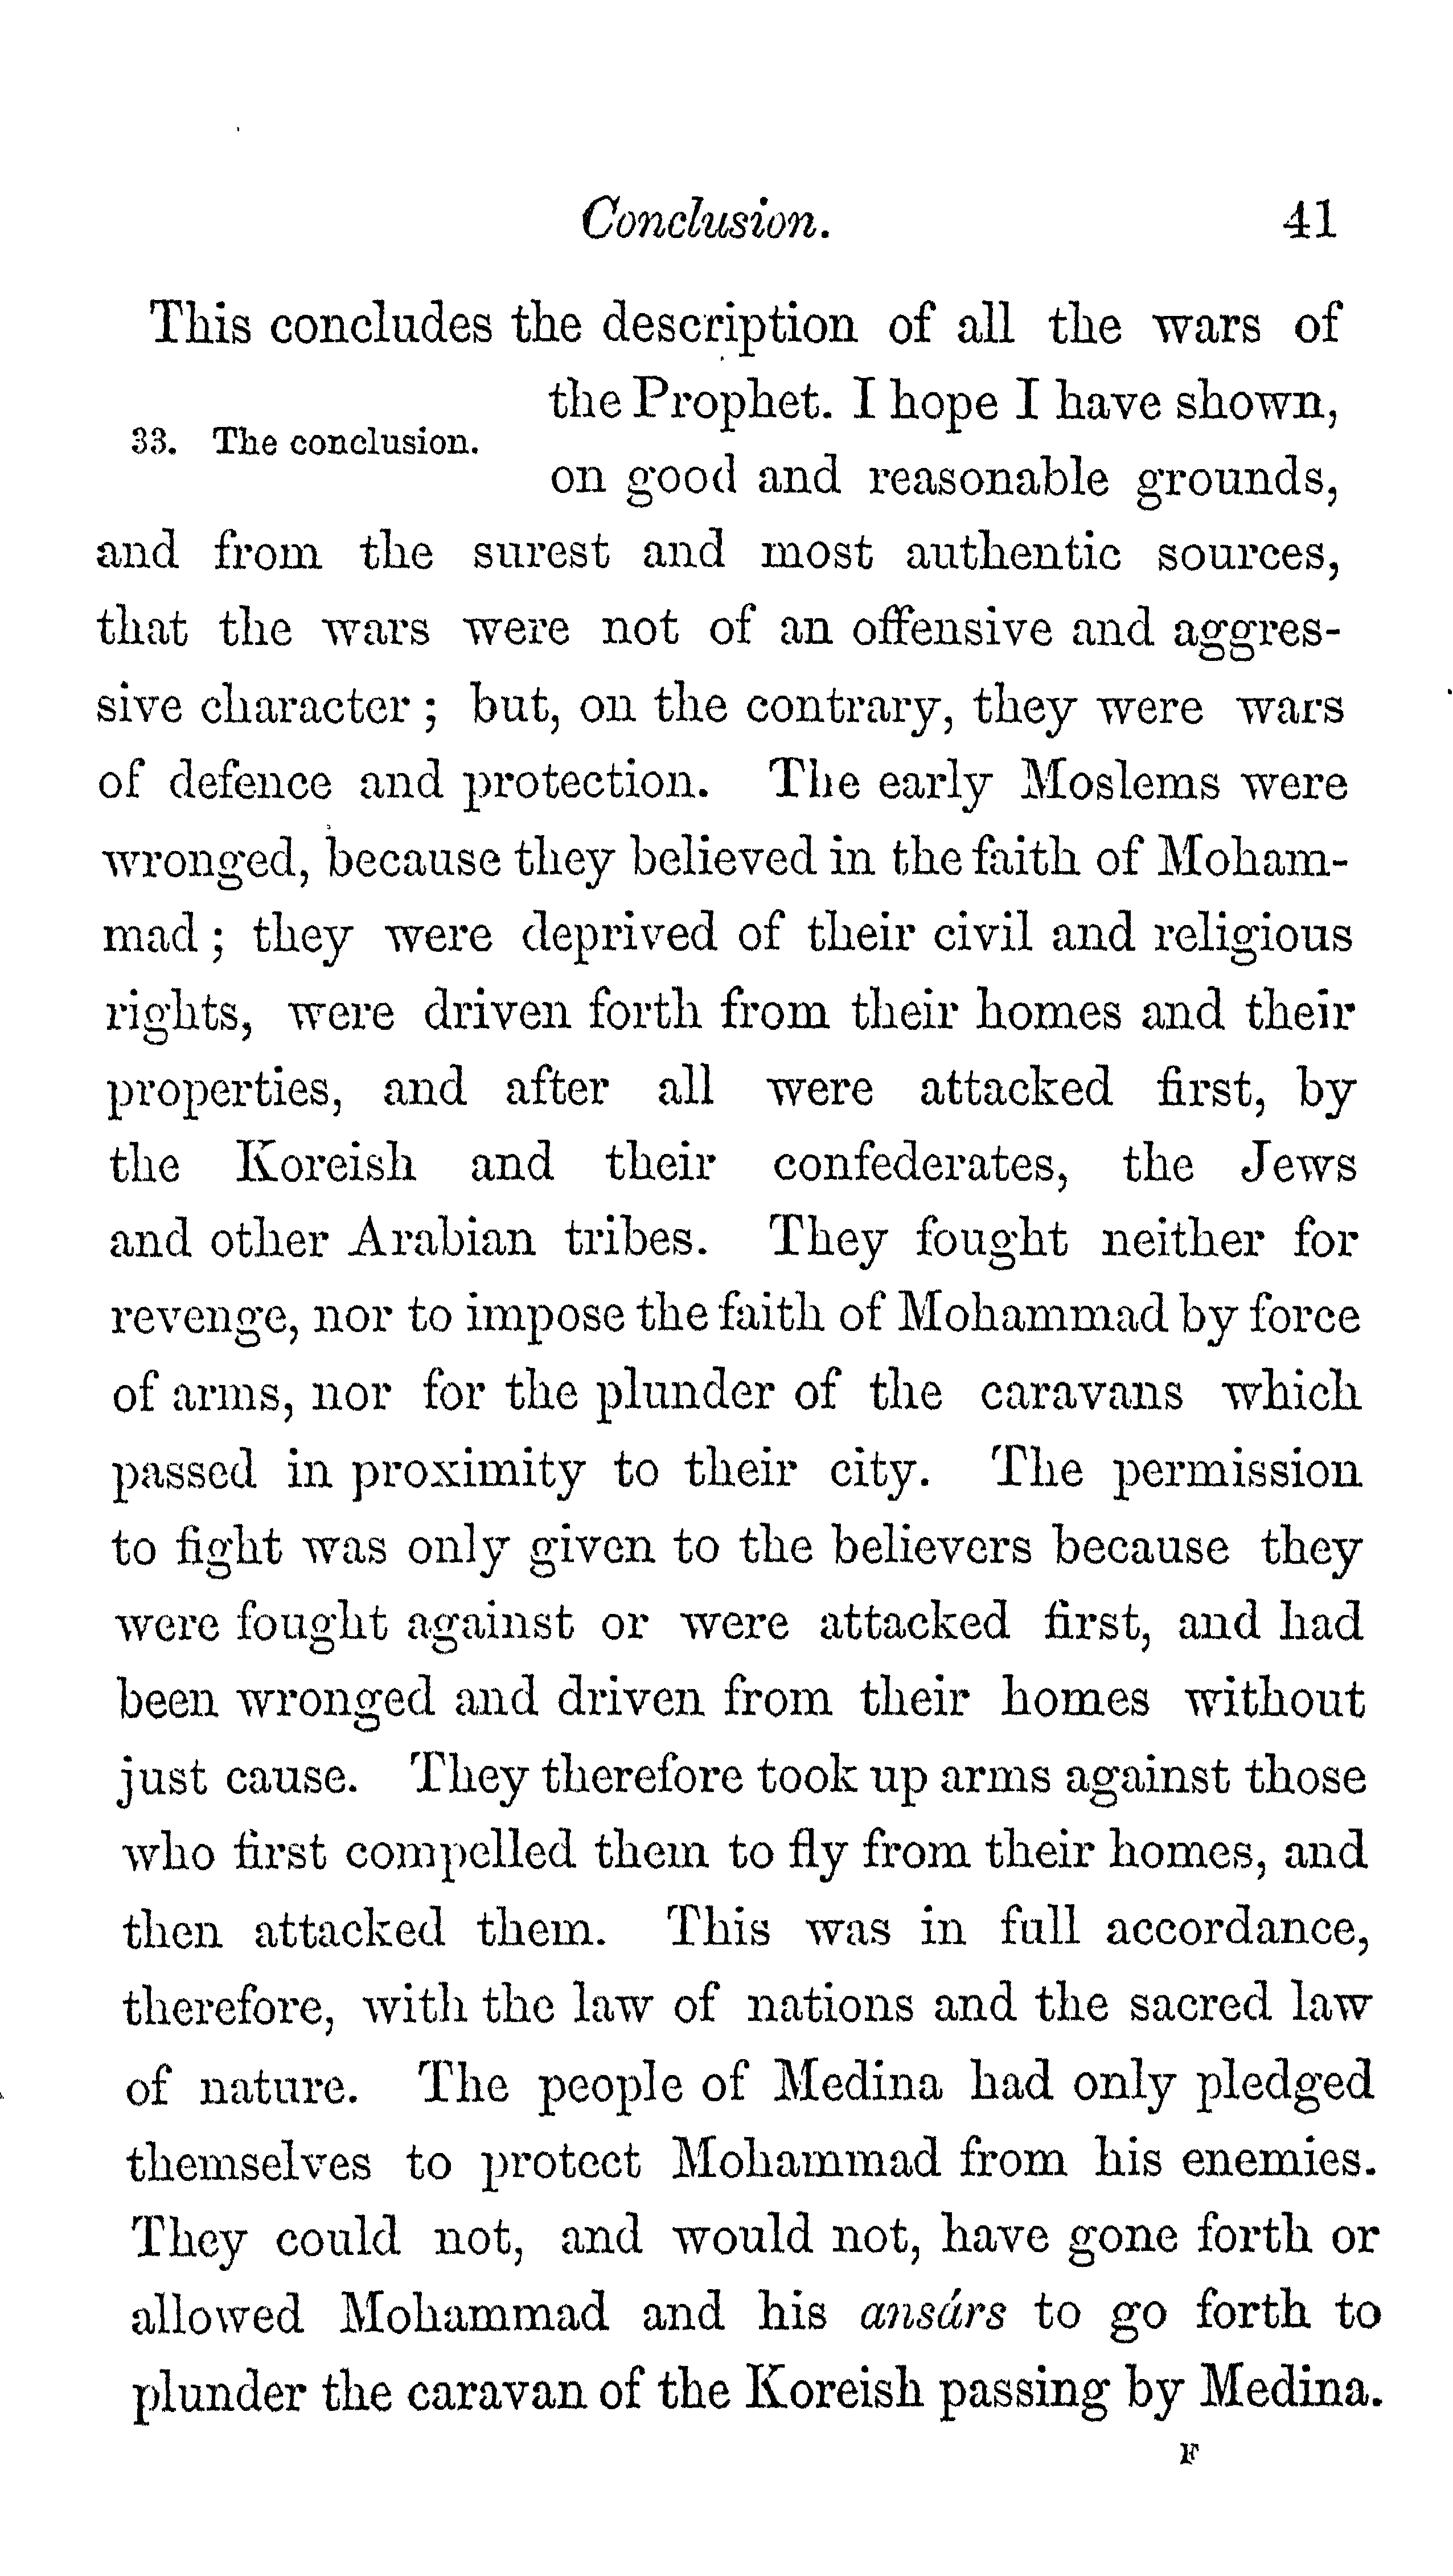 Conclusion. 41
This concludes the description of all the wars of
the Prophet. I hope I have shown,
33. The conclusion.
on good and reasonable grounds,
and from the surest and most authentic sources,
that the wars were not of an offensive and aggres-
sive character; but, on the contrary, they were wars
of defence and protection. The early Moslems were
wronged, because they believed in the faith of Moham-
mad; they were deprived of their civil and religious
rights, were driven forth from their homes and their
properties, and after all were attacked first, by
the Koreish and their confederates, the Jews
and other Arabian tribes. They fought neither for
revenge, nor to impose the faith of Mohammad by force
of arms, nor for the plunder of the caravans which
passed in proximity to their city. The permission
to fight was only given to the believers because they
were fought against or were attacked first, and had
been wronged and driven from their homes without
just cause. They therefore took up arms against those
who first compelled them to fly from their homes, and
then attacked them. This was in full accordance,
therefore, with the law of nations and the sacred law
of nature. The people of Medina had only pledged
themselves to protect Mohammad from his enemies.
They could not, and would not, have gone forth or
allowed Mohammad and his ansárs to go forth to
plunder the caravan of the Koreish passing by Medina.
F